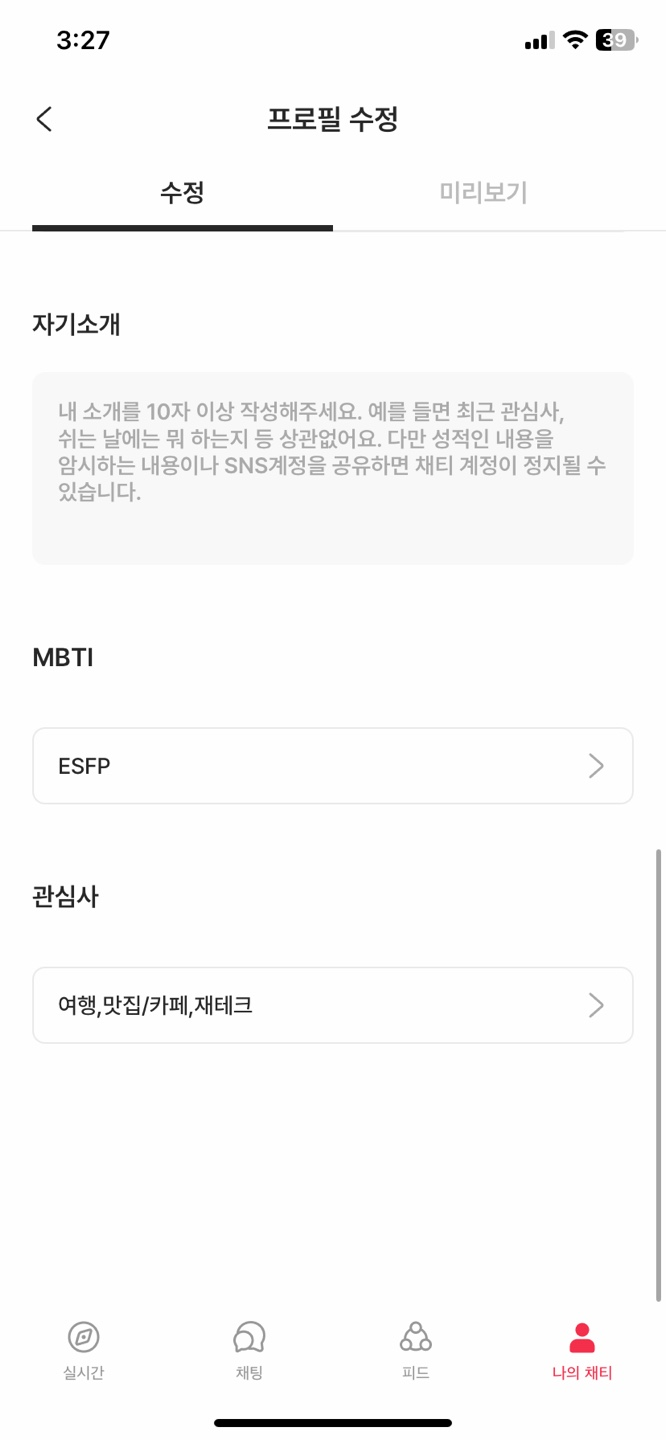 3:27
39
프로필 수정
수정
미리보기
자기소개
내 소개를 10자 이상 작성해주세요. 예를 들면 최근 관심사,
쉬는 날에는 뭐 하는지 등 상관없어요. 다만 성적인 내용을
암시하는 내용이나 SNS계정을 공유하면 채티 계정이 정지될 수
있습니다.
MBTI
ESFP
관심사
여행,맛집/카페,재테크
실시간
채팅
피드
나의 채티